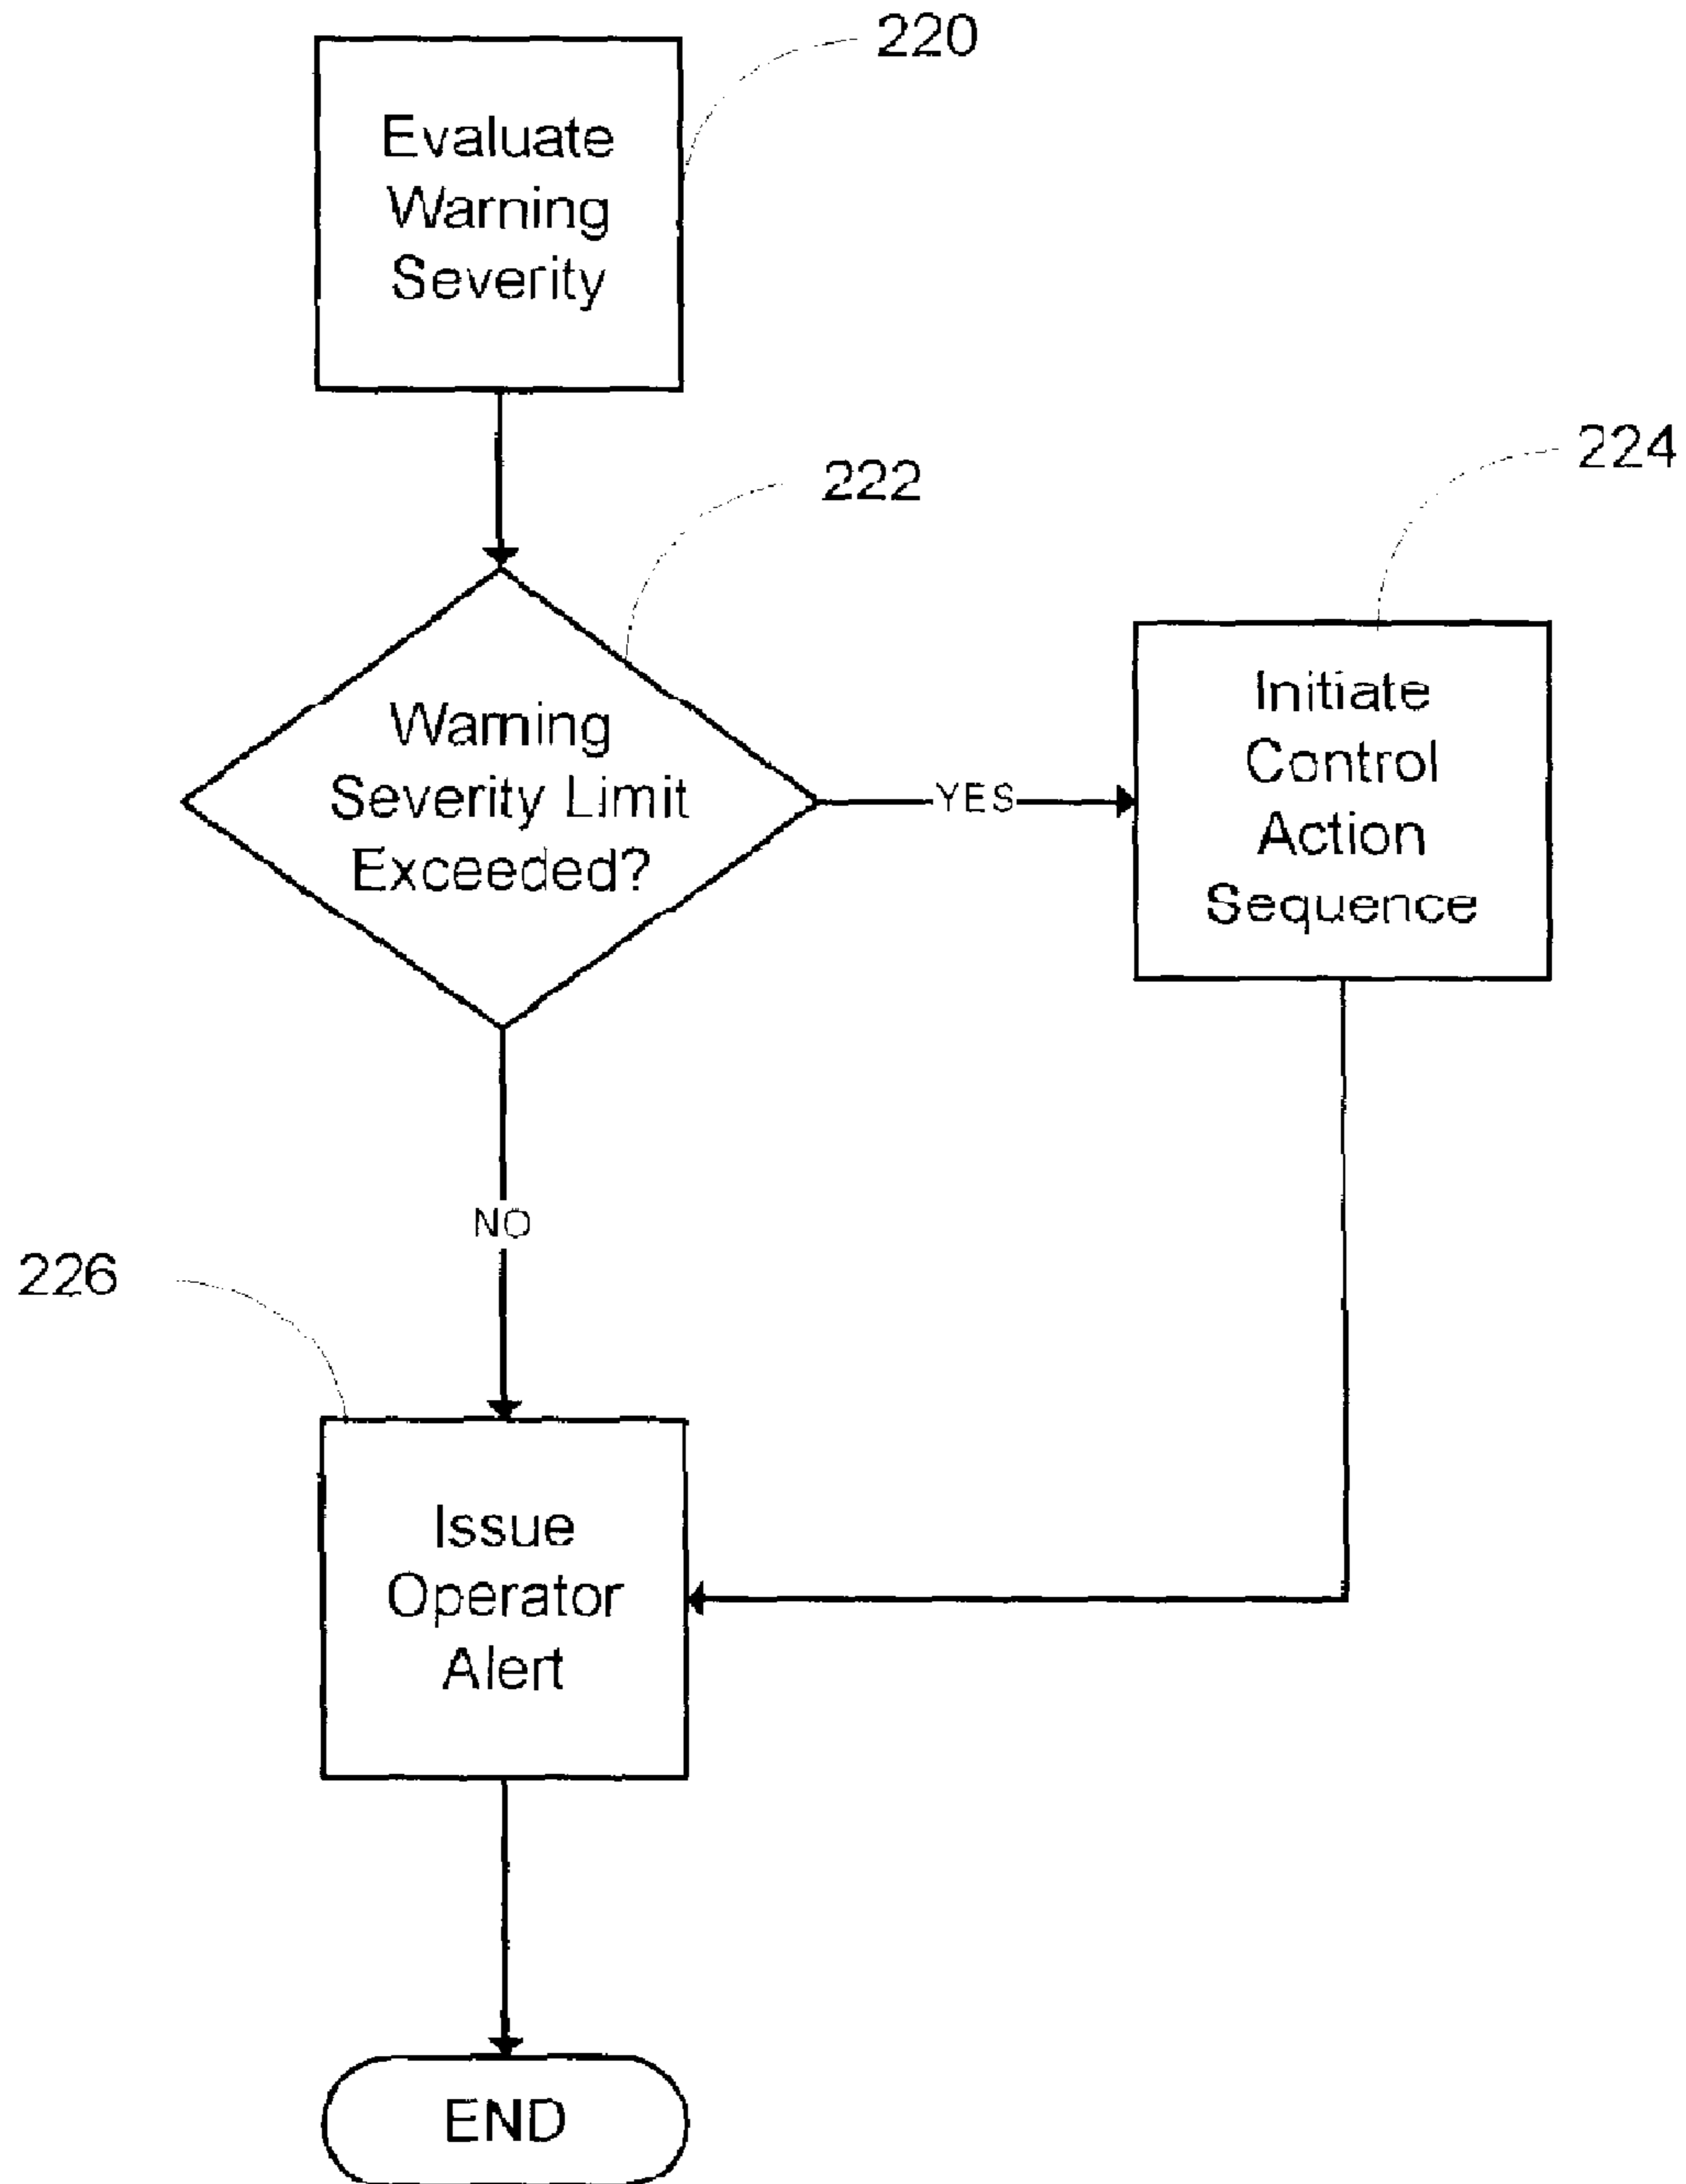 220
Evaluate
Warning
Severity
224
222
Warning
Severity Limit
Exceeded?
YES
Initiate
Control
Action
Sequence
NO
226
Issue
Operator
Alert
END